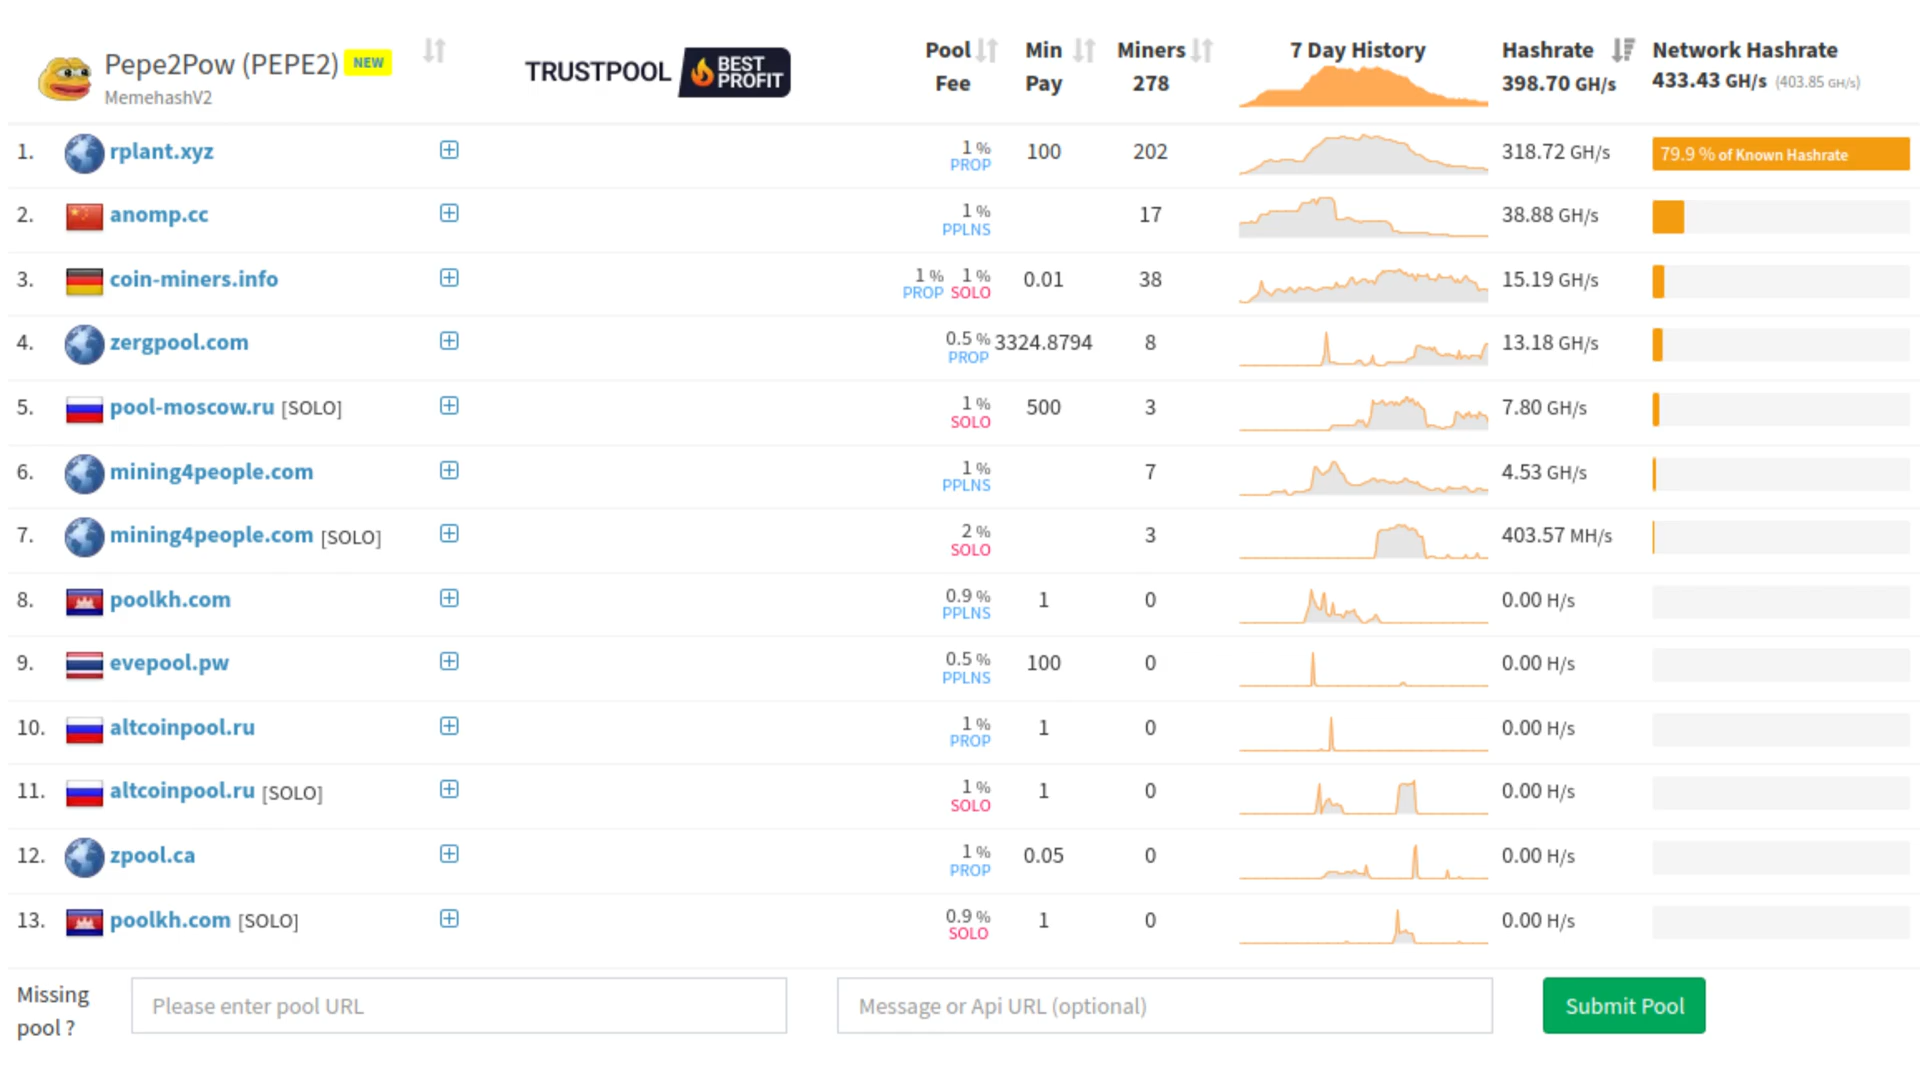 Pepe2Pow (PEPE2) NEW
MemehashV2
TRUSTPOOL BEST PROFIT
Pool Fee
Min Pay
Miners
278
7 Day History
Hashrate
398.70 GH/s
Network Hashrate
433.43 GH/s (403.85 GH/s)
1. rplant.xyz 1 % PROP 100 202 318.72 GH/s 79.9 % of Known Hashrate
2. anomp.cc 1 % PPLNS 17 38.88 GH/s
3. coin-miners.info 1 % PROP 1 % SOLO 0.01 38 15.19 GH/s
4. zergpool.com 0.5 % PROP 3324.8794 8 13.18 GH/s
5. pool-moscow.ru [SOLO] 1 % SOLO 500 3 7.80 GH/s
6. mining4people.com 1 % PPLNS 7 4.53 GH/s
7. mining4people.com [SOLO] 2 % SOLO 3 403.57 MH/s
8. poolkh.com 0.9 % PPLNS 1 0 0.00 H/s
9. evepool.pw 0.5 % PPLNS 100 0 0.00 H/s
10. altcoinpool.ru 1 % PROP 1 0 0.00 H/s
11. altcoinpool.ru [SOLO] 1 % SOLO 1 0 0.00 H/s
12. zpool.ca 1 % PROP 0.05 0 0.00 H/s
13. poolkh.com [SOLO] 0.9 % SOLO 1 0 0.00 H/s
Missing pool ? Please enter pool URL Message or Api URL (optional) Submit Pool